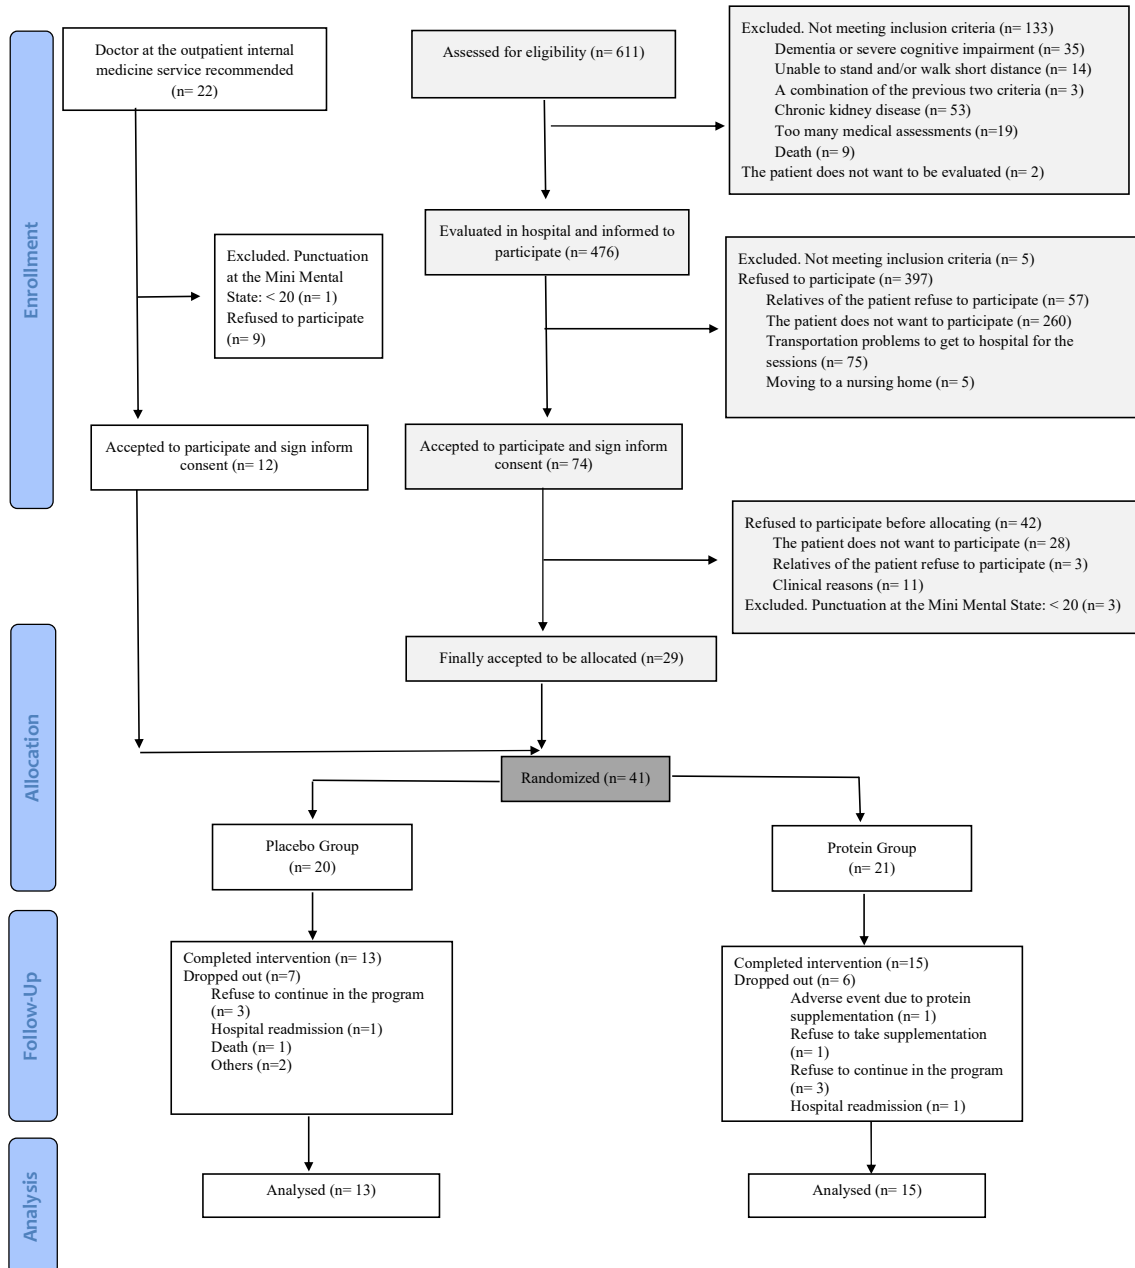 Enrollment
Doctor at the outpatient internal
medicine service recommended
(n= 22)
Assessed for eligibility (n= 611)
Excluded. Not meeting inclusion criteria (n= 133)
Dementia or severe cognitive impairment (n= 35)
Unable to stand and/or walk short distance (n= 14)
A combination of the previous two criteria (n= 3)
Chronic kidney disease (n= 53)
Too many medical assessments (n=19)
Death (n= 9)
The patient does not want to be evaluated (n= 2)
Evaluated in hospital and informed to
participate (n= 476)
Excluded. Punctuation
at the Mini Mental
State: < 20 (n= 1)
Refused to participate
(n= 9)
Excluded. Not meeting inclusion criteria (n= 5)
Refused to participate (n= 397)
Relatives of the patient refuse to participate (n= 57)
The patient does not want to participate (n= 260)
Transportation problems to get to hospital for the
sessions (n= 75)
Moving to a nursing home (n= 5)
Accepted to participate and sign inform
consent (n= 12)
Accepted to participate and sign inform
consent (n= 74)
Refused to participate before allocating (n= 42)
The patient does not want to participate (n= 28)
Relatives of the patient refuse to participate (n= 3)
Clinical reasons (n= 11)
Excluded. Punctuation at the Mini Mental State: < 20 (n= 3)
Allocation
Finally accepted to be allocated (n=29)
Randomized (n= 41)
Placebo Group
(n= 20)
Protein Group
(n= 21)
Follow-Up
Completed intervention (n= 13)
Dropped out (n=7)
Refuse to continue in the program
(n= 3)
Hospital readmission (n=1)
Death (n= 1)
Others (n=2)
Completed intervention (n=15)
Dropped out (n= 6)
Adverse event due to protein
supplementation (n= 1)
Refuse to take supplementation
(n= 1)
Refuse to continue in the program
(n= 3)
Hospital readmission (n= 1)
Analysis
Analysed (n= 13)
Analysed (n= 15)